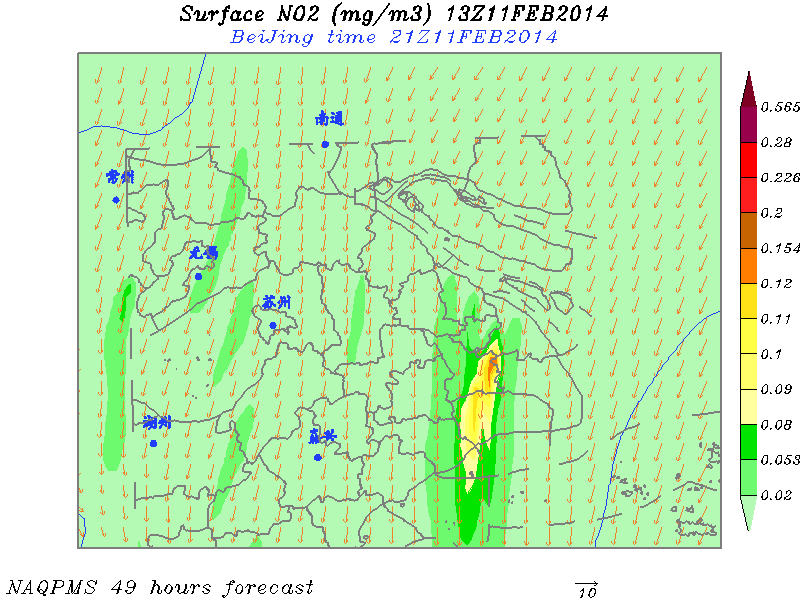 Surface NO2 (mg/m3) 13Z11FEB2014
BeiJing time 21Z11FEB2014
南通
常州
无锡
苏州
湖州
嘉兴
0.565
0.28
0.226
0.2
0.154
0.12
0.11
0.1
0.09
0.08
0.053
0.02
NAQPMS 49 hours forecast
10